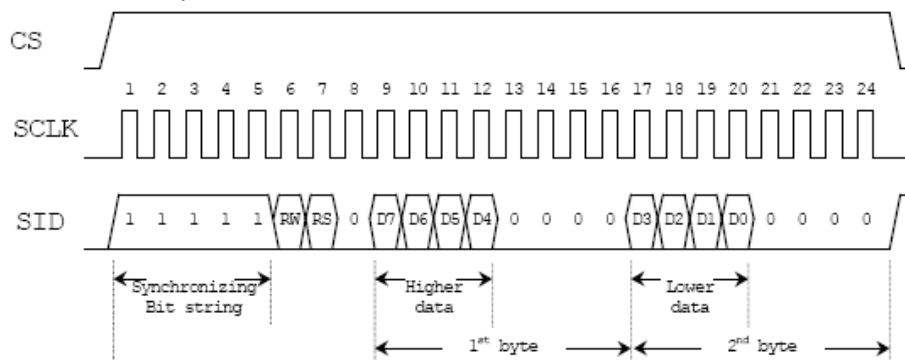 CS
1 2 3 4 5 6 7 8 9 10 11 12 13 14 15 16 17 18 19 20 21 22 23 24
SCLK
SID 1 1 1 1 1 RW RS 0 D7 D6 D5 D4 0 0 0 0 D3 D2 D1 D0 0 0 0 0
Synchronizing Higher Lower
Bit string data data
1st byte 2nd byte